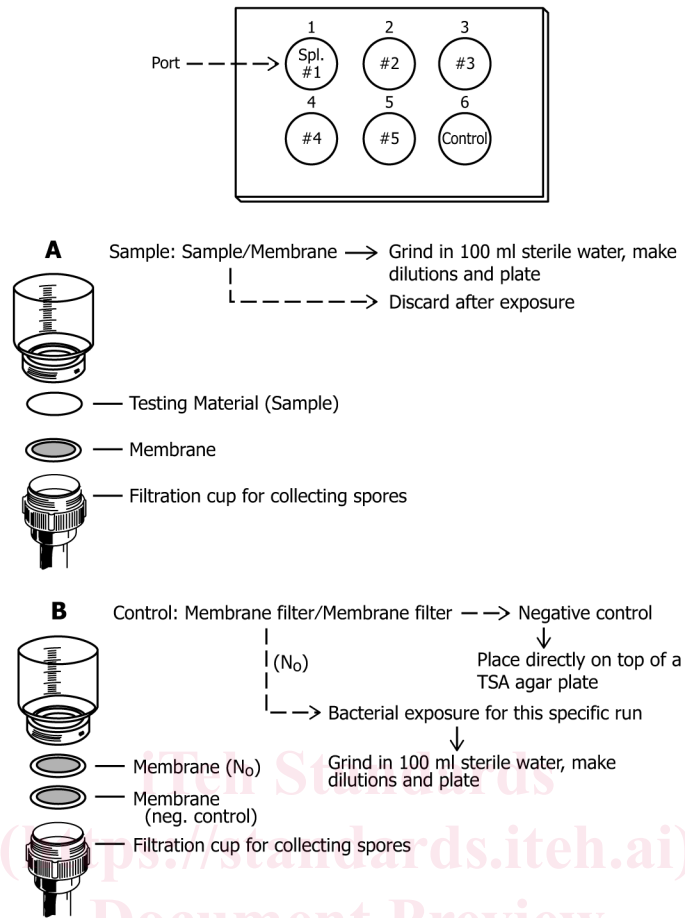 1 2 3
Port
Spl.
#1
#2
#3
4 5 6
#4
#5
Control
A
Sample: Sample/Membrane
Grind in 100 ml sterile water, make
dilutions and plate
Discard after exposure
Testing Material (Sample)
Membrane
Filtration cup for collecting spores
B
Control: Membrane filter/Membrane filter
Negative control
(N₀)
Place directly on top of a
TSA agar plate
Bacterial exposure for this specific run
Grind in 100 ml sterile water, make
dilutions and plate
Membrane (N₀)
Membrane
(neg. control)
Filtration cup for collecting spores
iTeh Standards
(https://standards.iteh.ai)
Document Preview